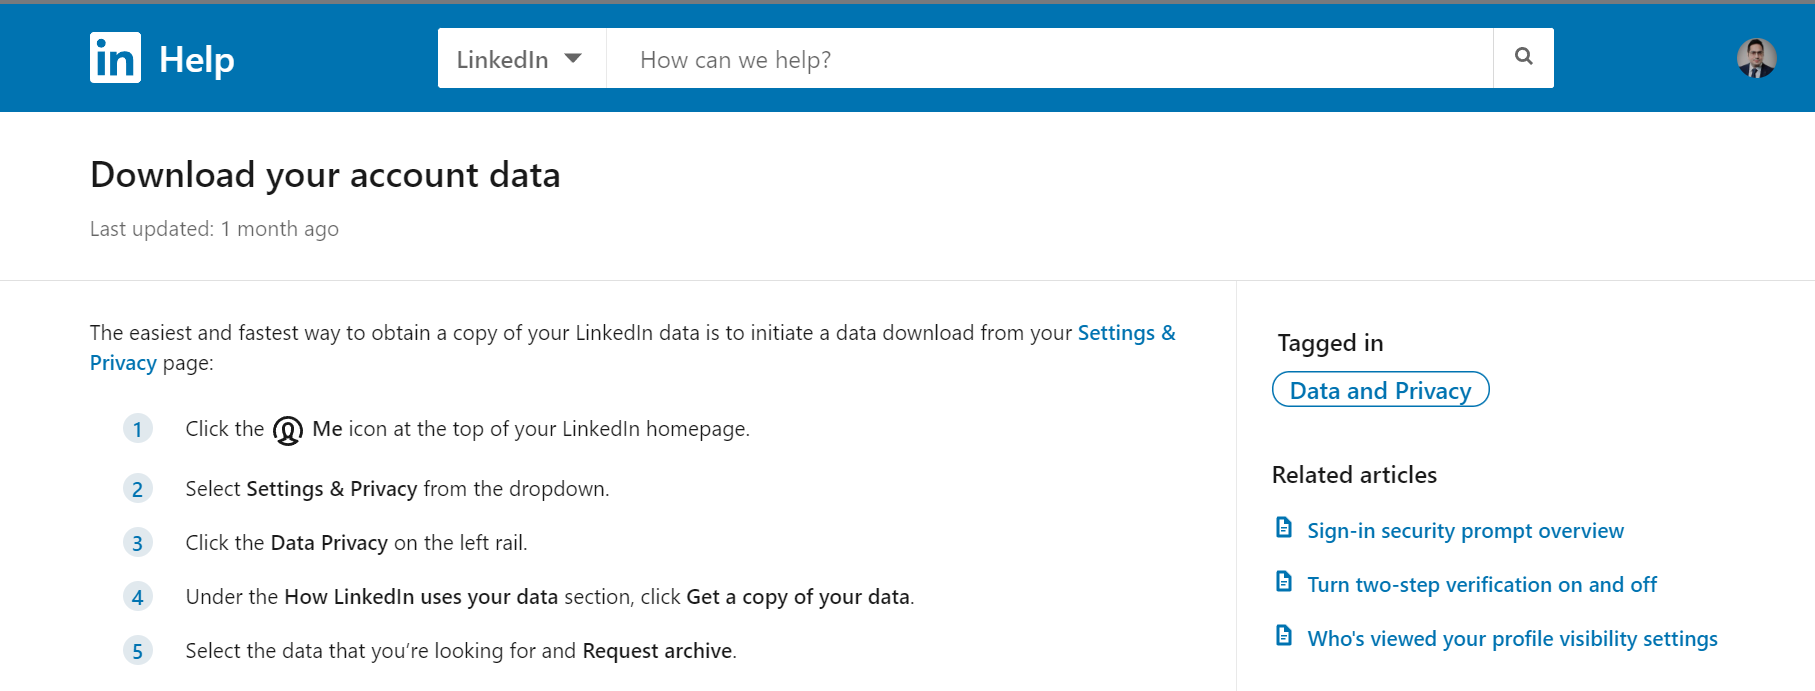 in Help
LinkedIn
How can we help?
Download your account data
Last updated: 1 month ago
The easiest and fastest way to obtain a copy of your LinkedIn data is to initiate a data download from your Settings &
Privacy page:
1 Click the Me icon at the top of your LinkedIn homepage.
2 Select Settings & Privacy from the dropdown.
3 Click the Data Privacy on the left rail.
4 Under the How LinkedIn uses your data section, click Get a copy of your data.
5 Select the data that you’re looking for and Request archive.
Tagged in
Data and Privacy
Related articles
Sign-in security prompt overview
Turn two-step verification on and off
Who's viewed your profile visibility settings